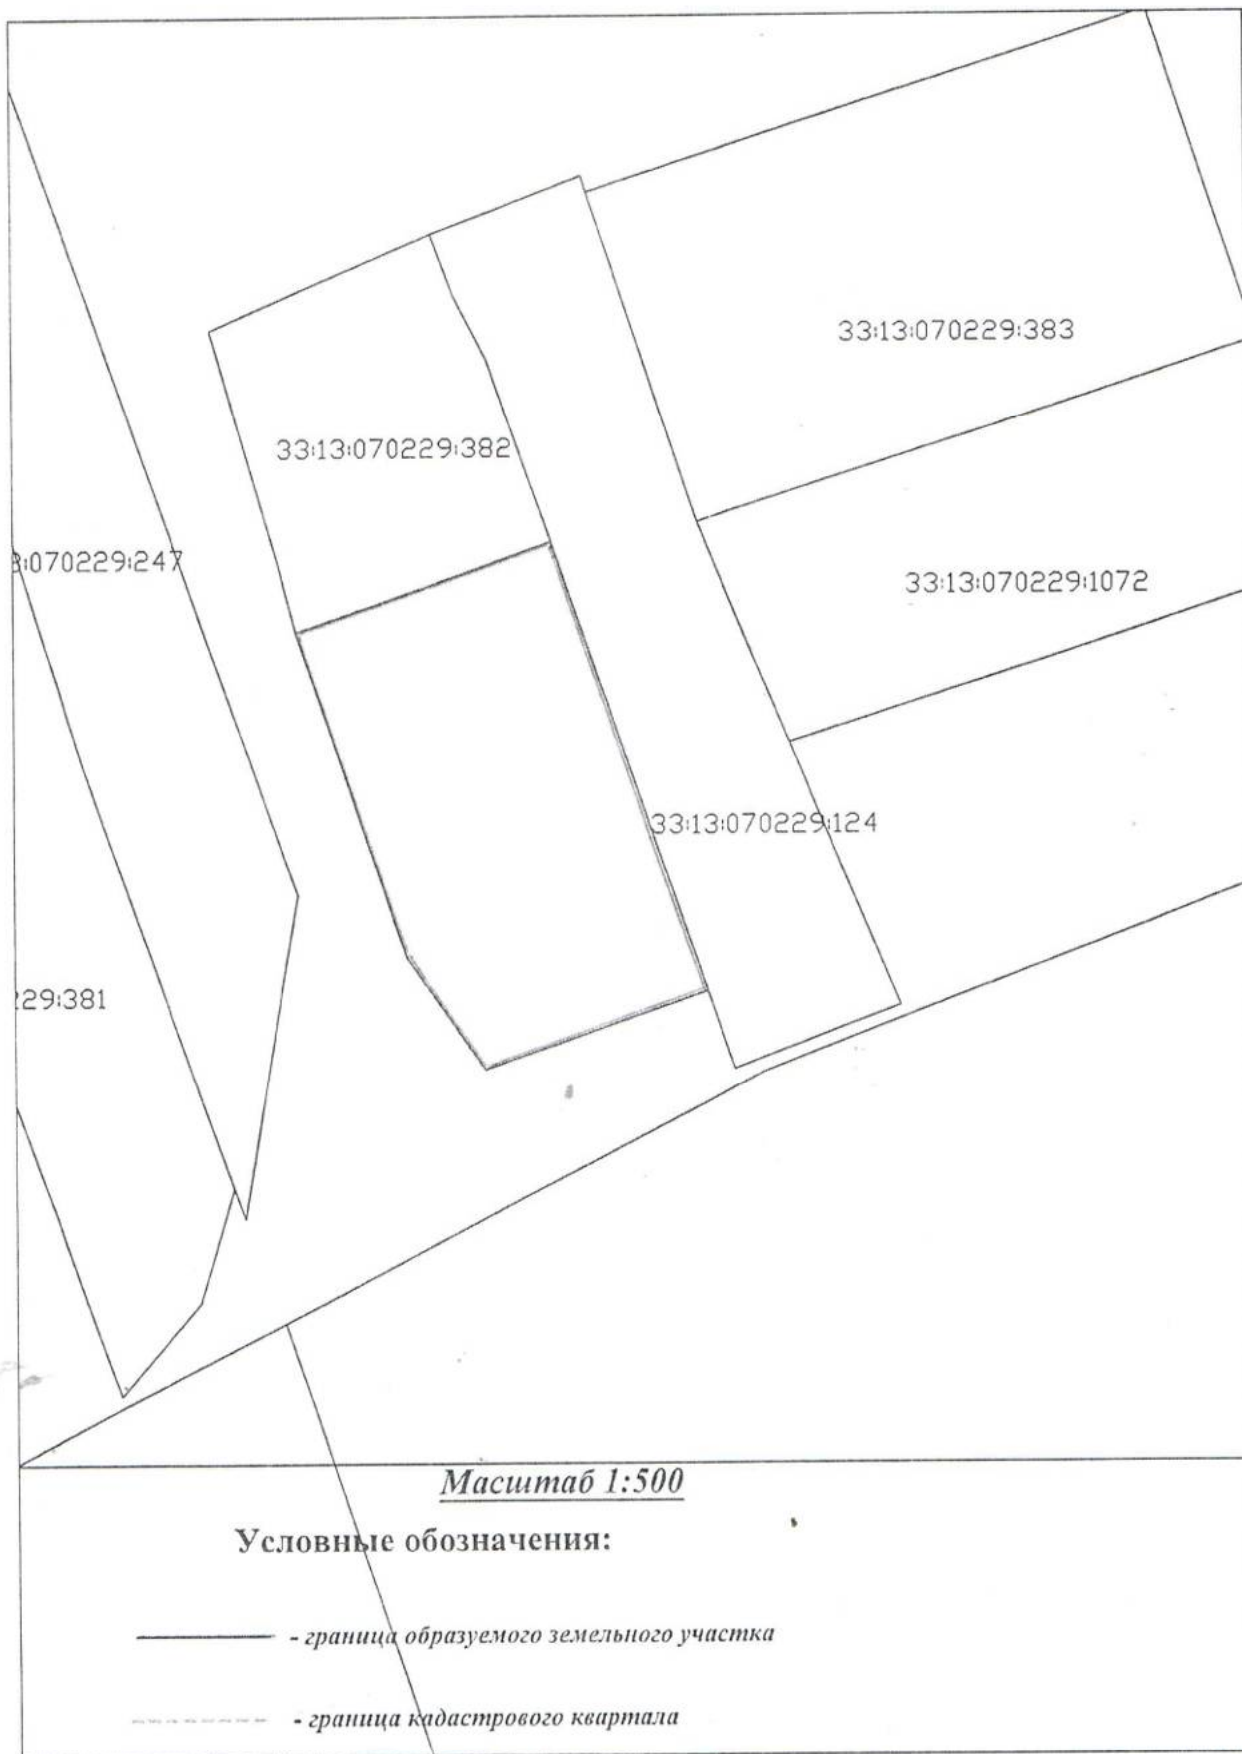 33:13:070229:383
33:13:070229:382
3:070229:247
33:13:070229:1072
33:13:070229:124
29:381
Масштаб 1:500
Условные обозначения:
- граница образуемого земельного участка
- граница кадастрового квартала